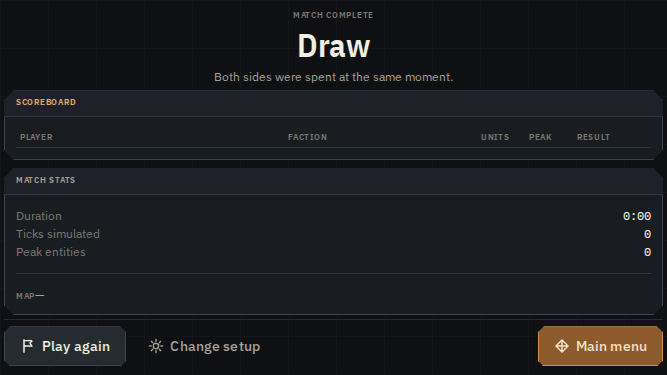 MATCH COMPLETE
Draw
Both sides were spent at the same moment.
SCOREBOARD
PLAYER FACTION UNITS PEAK RESULT
MATCH STATS
Duration 0:00
Ticks simulated 0
Peak entities 0
MAP—
Play again Change setup Main menu